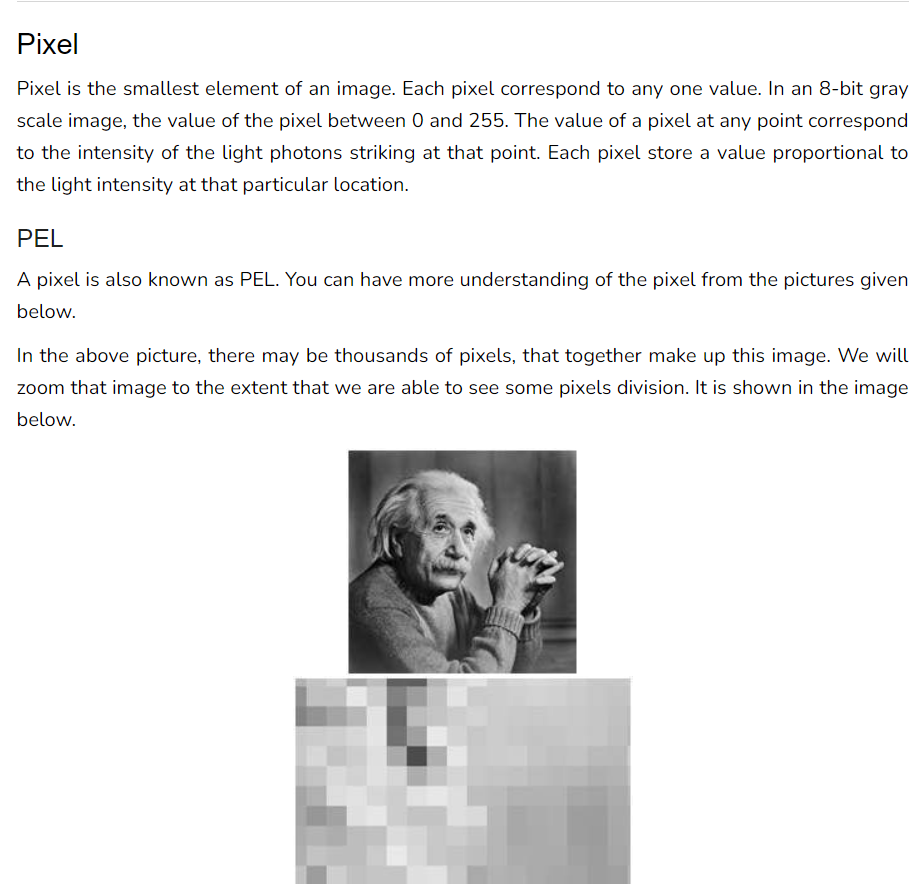 Pixel
Pixel is the smallest element of an image. Each pixel correspond to any one value. In an 8-bit gray
scale image, the value of the pixel between 0 and 255. The value of a pixel at any point correspond
to the intensity of the light photons striking at that point. Each pixel store a value proportional to
the light intensity at that particular location.
PEL
A pixel is also known as PEL. You can have more understanding of the pixel from the pictures given
below.
In the above picture, there may be thousands of pixels, that together make up this image. We will
zoom that image to the extent that we are able to see some pixels division. It is shown in the image
below.